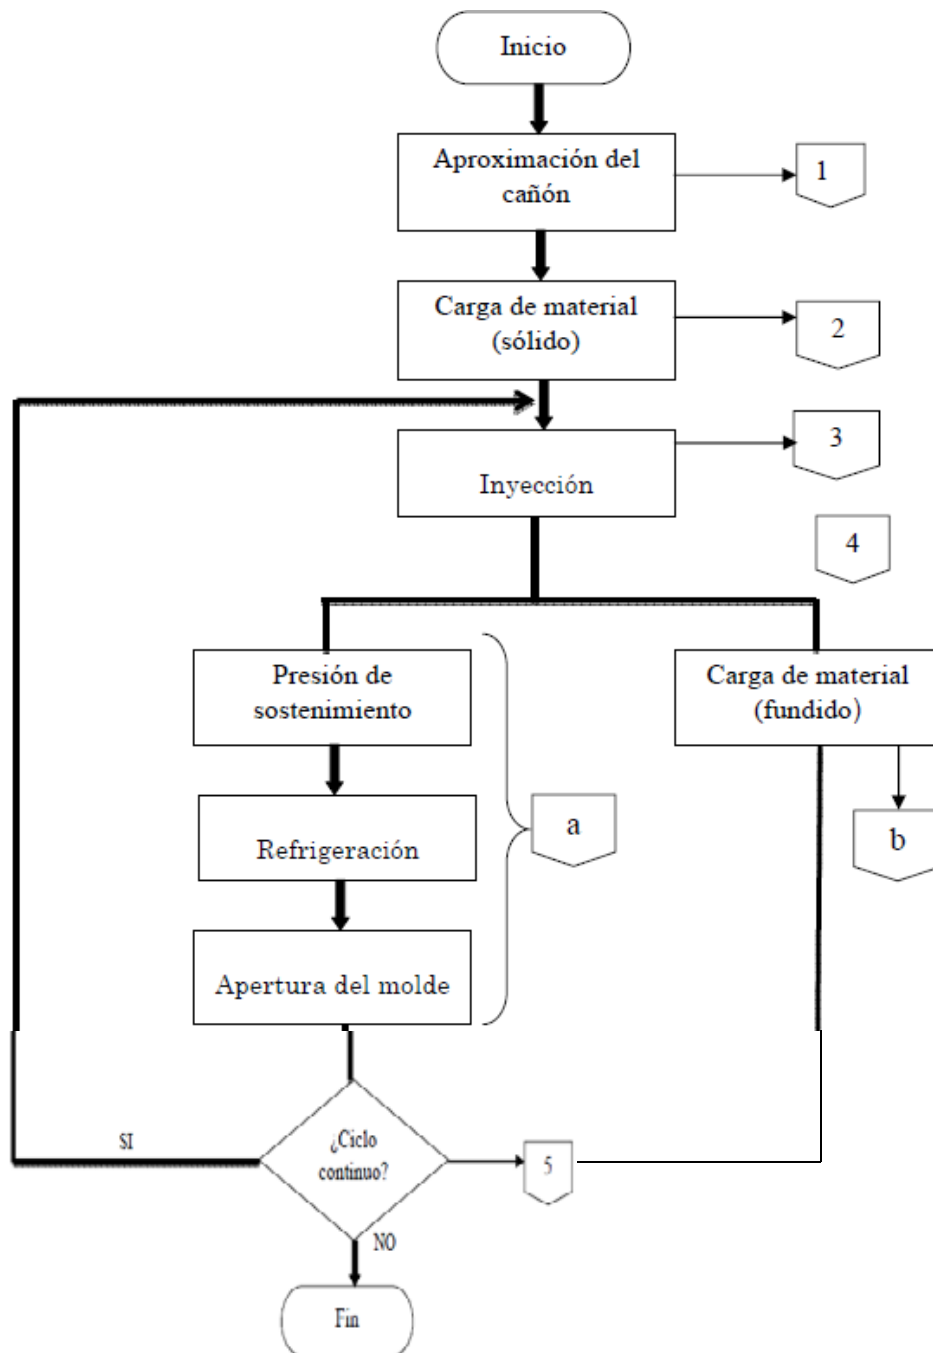 Inicio
Aproximación del
cañón
1
Carga de material
(sólido)
2
Inyección
3
4
Presión de
sostenimiento
Carga de material
(fundido)
Refrigeración
a
b
Apertura del molde
¿Ciclo
continuo?
SI
5
NO
Fin